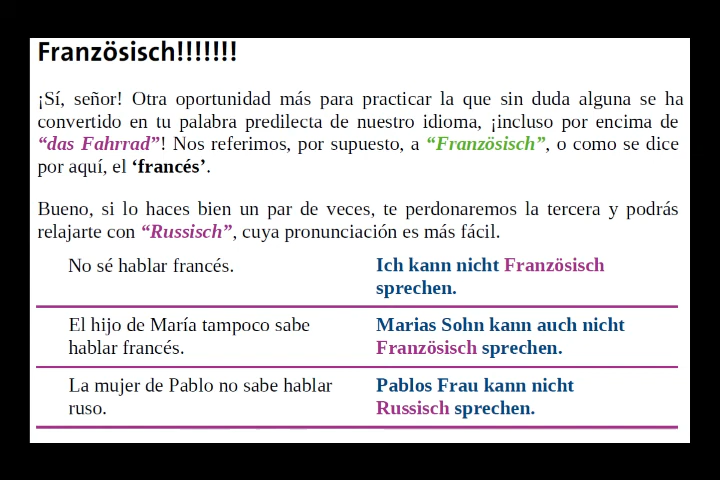 Französisch!!!!!!!
¡Sí, señor! Otra oportunidad más para practicar la que sin duda alguna se ha
convertido en tu palabra predilecta de nuestro idioma, ¡incluso por encima de
“das Fahrrad”! Nos referimos, por supuesto, a “Französisch”, o como se dice
por aquí, el ‘francés’.
Bueno, si lo haces bien un par de veces, te perdonaremos la tercera y podrás
relajarte con “Russisch”, cuya pronunciación es más fácil.
No sé hablar francés.
Ich kann nicht Französisch
sprechen.
El hijo de María tampoco sabe
hablar francés.
Marias Sohn kann auch nicht
Französisch sprechen.
La mujer de Pablo no sabe hablar
ruso.
Pablos Frau kann nicht
Russisch sprechen.